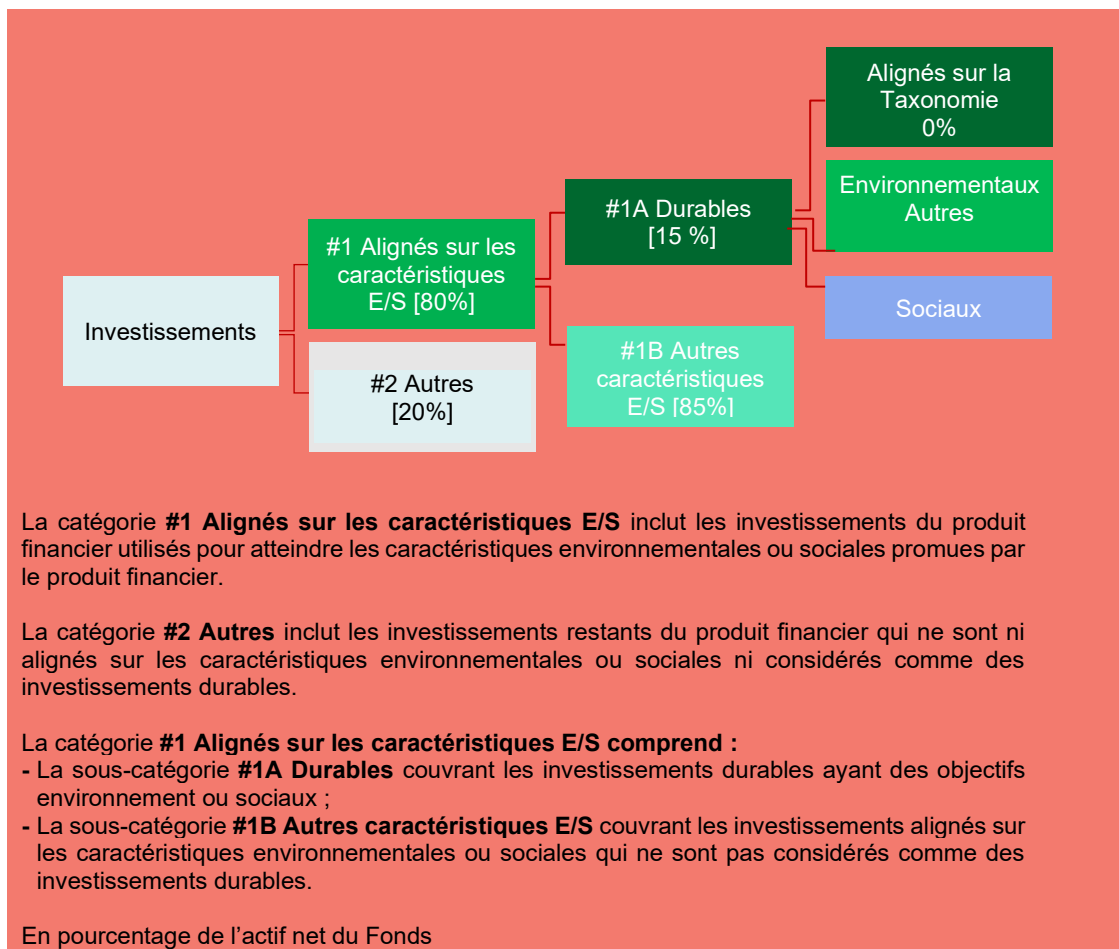 Alignés sur la
Taxonomie
0%
Environnementaux
Autres
#1A Durables
[15 %]
#1 Alignés sur les
caractéristiques
E/S [80%]
Sociaux
Investissements
#1B Autres
caractéristiques
E/S [85%]
#2 Autres
[20%]
La catégorie #1 Alignés sur les caractéristiques E/S inclut les investissements du produit
financier utilisés pour atteindre les caractéristiques environnementales ou sociales promues par
le produit financier.
La catégorie #2 Autres inclut les investissements restants du produit financier qui ne sont ni
alignés sur les caractéristiques environnementales ou sociales ni considérés comme des
investissements durables.
La catégorie #1 Alignés sur les caractéristiques E/S comprend :
- La sous-catégorie #1A Durables couvrant les investissements durables ayant des objectifs
environnement ou sociaux ;
- La sous-catégorie #1B Autres caractéristiques E/S couvrant les investissements alignés sur
les caractéristiques environnementales ou sociales qui ne sont pas considérés comme des
investissements durables.
En pourcentage de l'actif net du Fonds